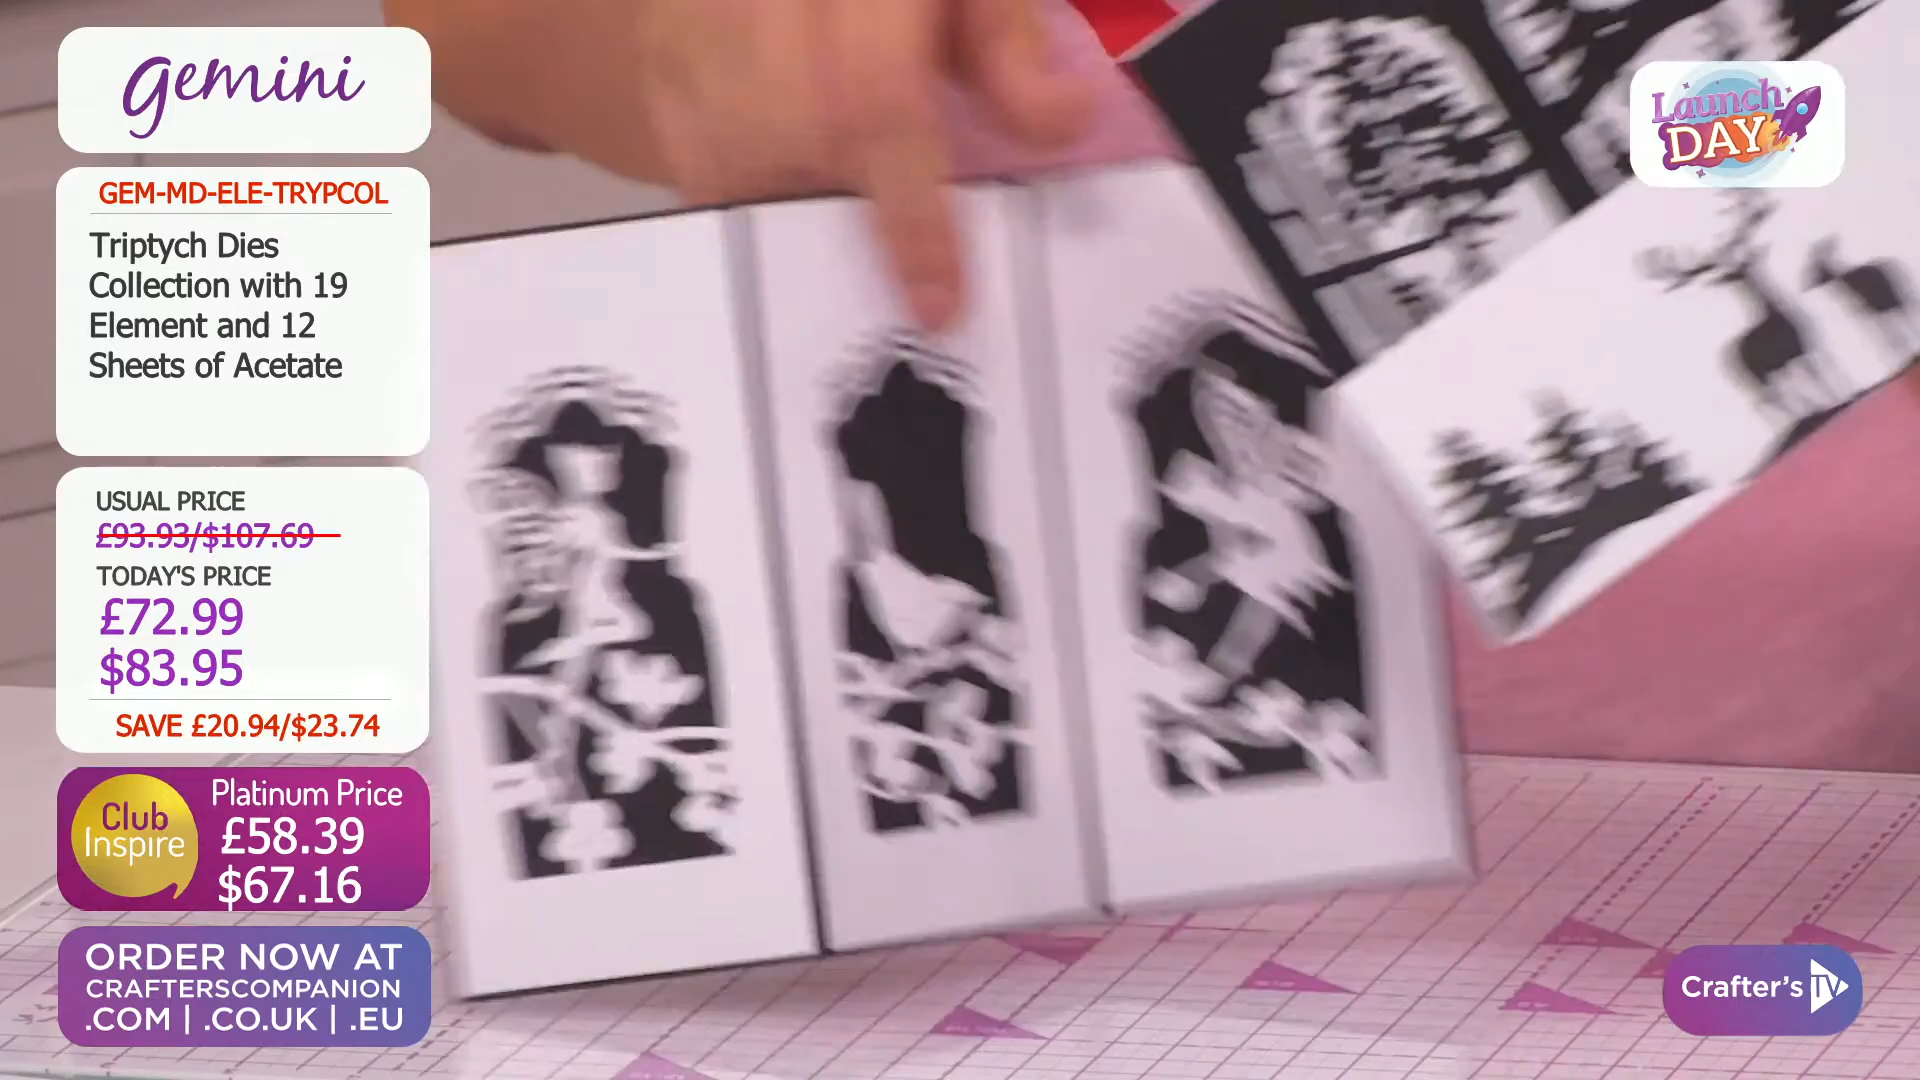 gemini
GEM-MD-ELE-TRYPCOL
Triptych Dies
Collection with 19
Element and 12
Sheets of Acetate
USUAL PRICE
£93.93/$107.69
TODAY'S PRICE
£72.99
$83.95
SAVE £20.94/$23.74
Club
Inspire
Platinum Price
£58.39
$67.16
ORDER NOW AT
CRAFTERSCOMPANION
.COM | .CO.UK | .EU
Launch
DAY
Crafter's TV